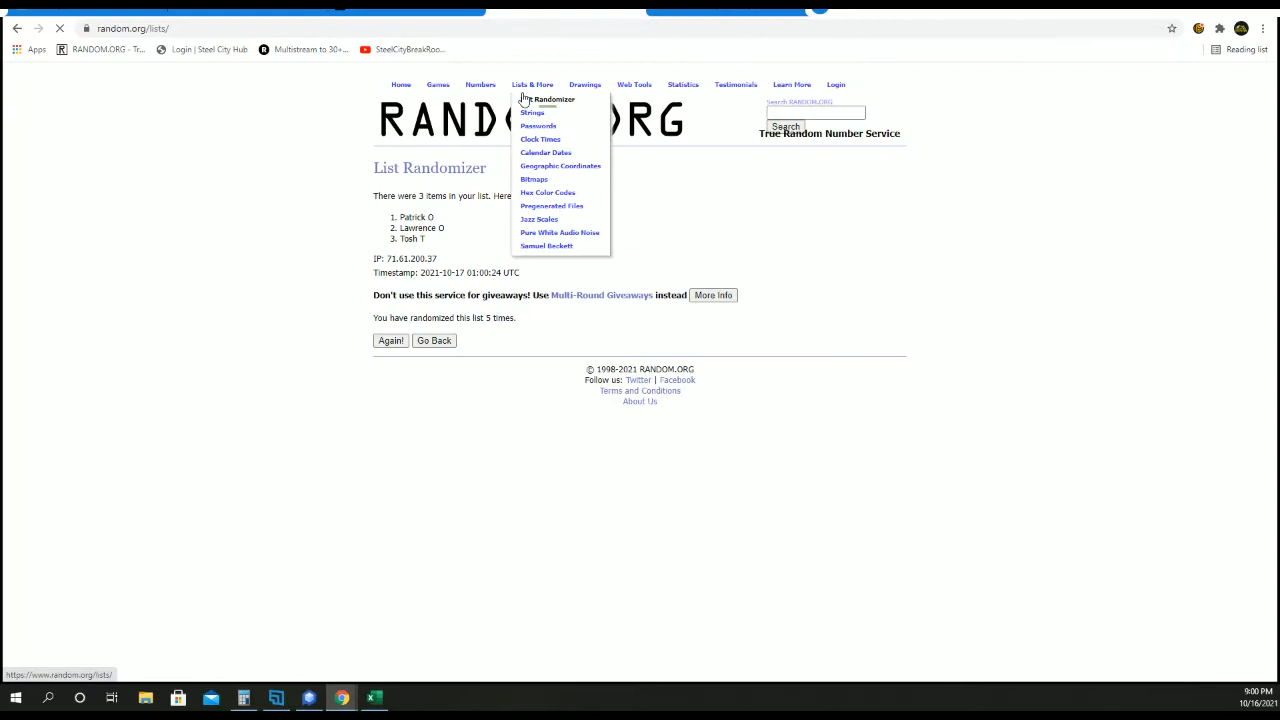 random.org/lists/
Apps
RANDOM.ORG - Tr...
Login | Steel City Hub
Multistream to 30+...
SteelCityBreakRoo...
Reading list
Home Games Numbers Lists & More Drawings Web Tools Statistics Testimonials Learn More Login
Randomizer
Strings
Passwords
Clock Times
Calendar Dates
Geographic Coordinates
Bitmaps
Hex Color Codes
Pregenerated Files
Jazz Scales
Pure White Audio Noise
Samuel Beckett
Search RANDOM.ORG
Search
True Random Number Service
List Randomizer
There were 3 items in your list. Here
1. Patrick O
2. Lawrence O
3. Tosh T
IP: 71.61.200.37
Timestamp: 2021-10-17 01:00:24 UTC
Don't use this service for giveaways! Use Multi-Round Giveaways instead More Info
You have randomized this list 5 times.
Again! Go Back
© 1998-2021 RANDOM.ORG
Follow us: Twitter | Facebook
Terms and Conditions
About Us
https://www.random.org/lists/
9:00 PM
10/16/2021